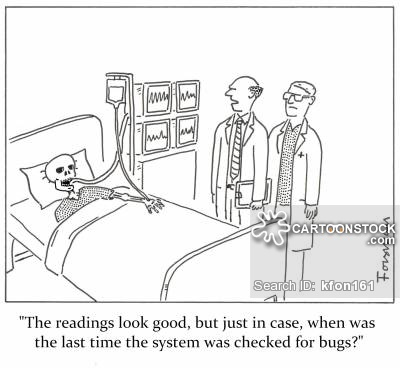 CARTOONSTOCK
.com
Search ID: kfon161
"The readings look good, but just in case, when was
the last time the system was checked for bugs?"